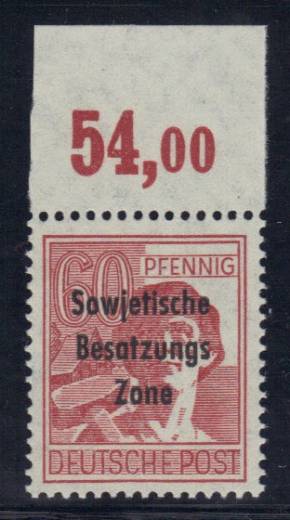 54,00
60 PFENNIG
Sowjetische
Besatzungs
Zone
DEUTSCHE POST